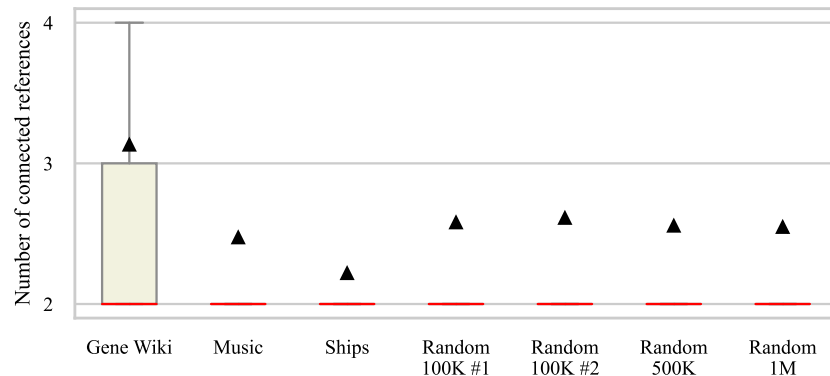 Number of connected references
4
3
2
Gene Wiki
Music
Ships
Random
100K #1
Random
100K #2
Random
500K
Random
1M